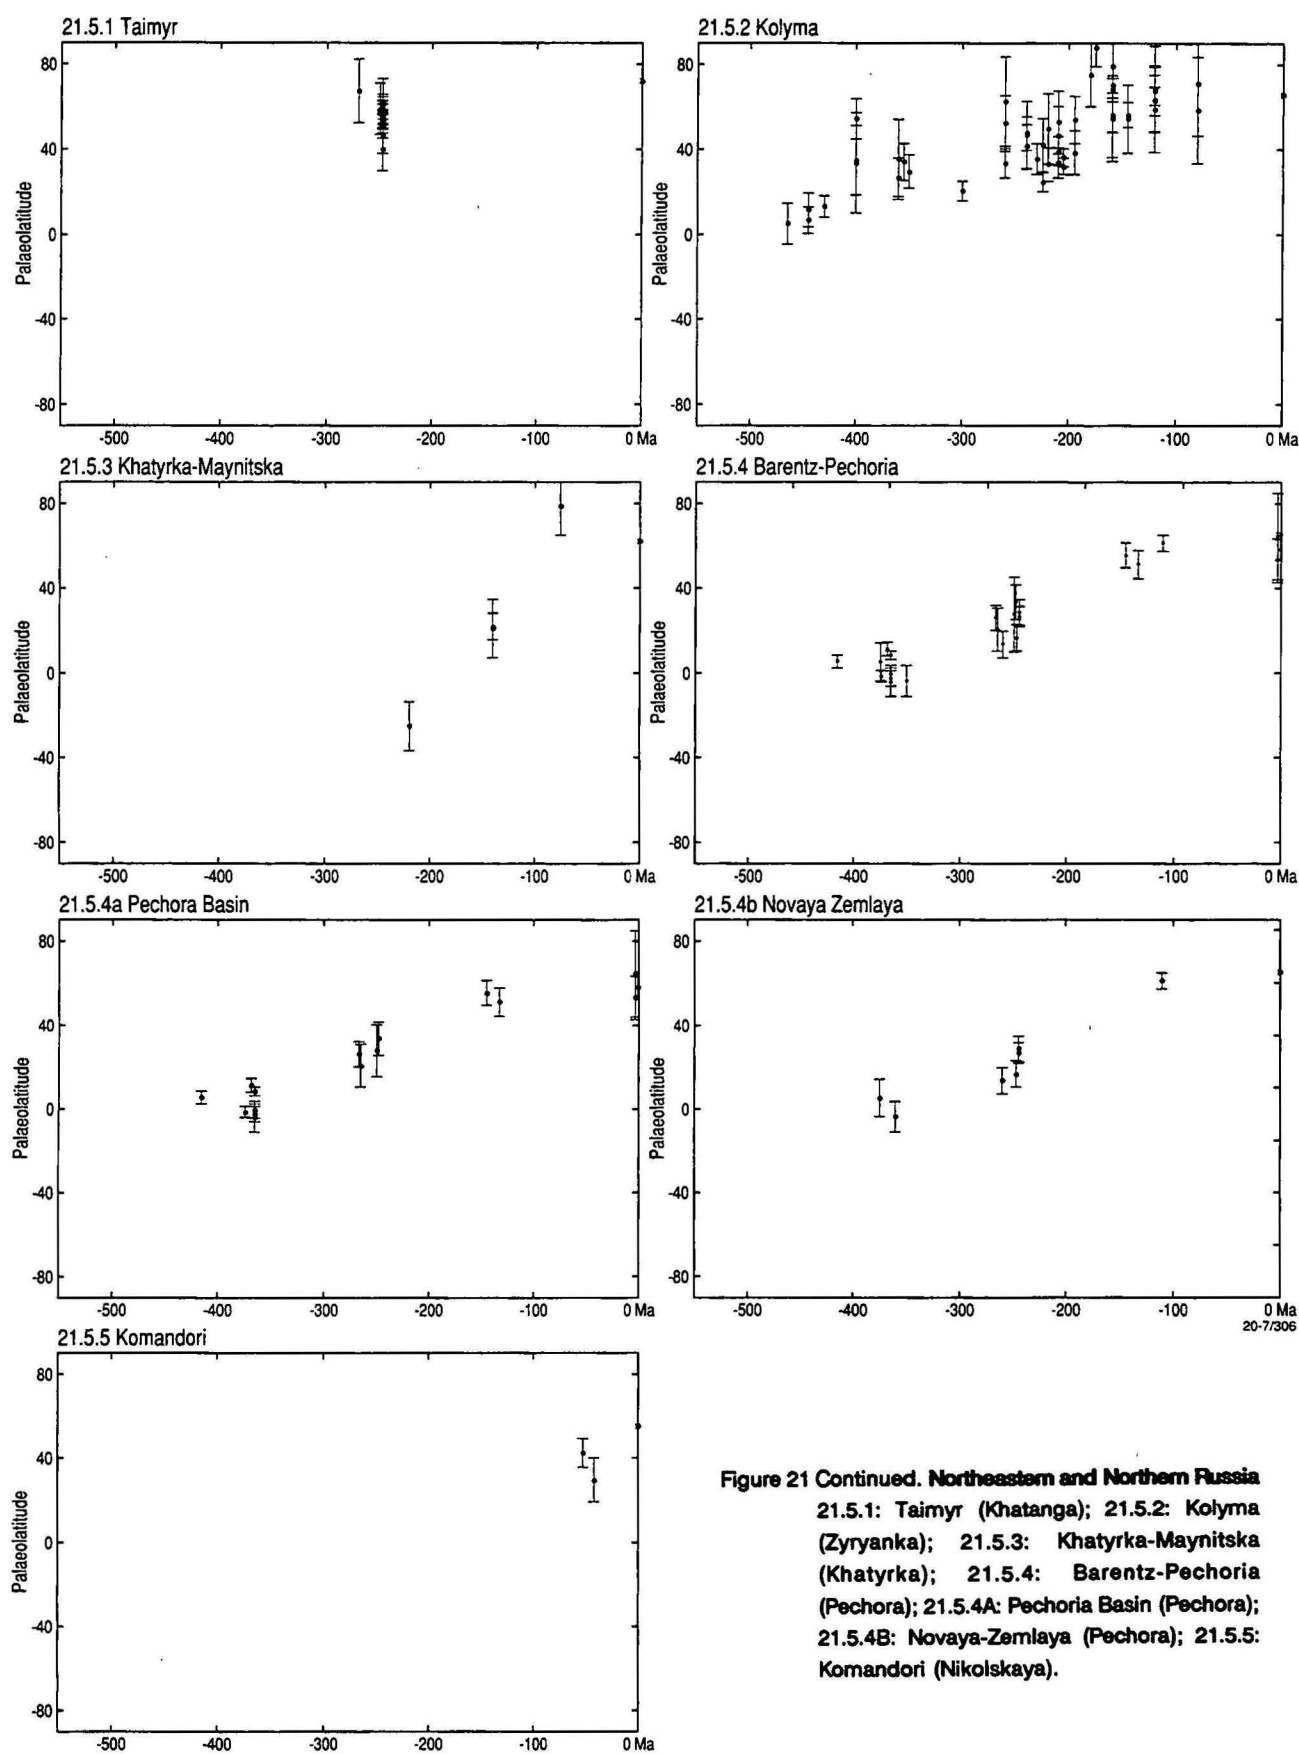 21.5.1 Taimyr
Palaeolatitude
80
40
0
-40
-80
-500 -400 -300 -200 -100 0 Ma
21.5.2 Kolyma
Palaeolatitude
80
40
0
-40
-80
-500 -400 -300 -200 -100 0 Ma
21.5.3 Khatyrka-Maynitska
Palaeolatitude
80
40
0
-40
-80
-500 -400 -300 -200 -100 0 Ma
21.5.4 Barentz-Pechoria
Palaeolatitude
80
40
0
-40
-80
-500 -400 -300 -200 -100 0 Ma
21.5.4a Pechora Basin
Palaeolatitude
80
40
0
-40
-80
-500 -400 -300 -200 -100 0 Ma
21.5.4b Novaya Zemlaya
Palaeolatitude
80
40
0
-40
-80
-500 -400 -300 -200 -100 0 Ma
20-7/306
21.5.5 Komandori
Palaeolatitude
80
40
0
-40
-80
-500 -400 -300 -200 -100 0 Ma
Figure 21 Continued. Northeastern and Northern Russia
21.5.1: Taimyr (Khatanga); 21.5.2: Kolyma
(Zyryanka); 21.5.3: Khatyrka-Maynitska
(Khatyrka); 21.5.4: Barentz-Pechoria
(Pechora); 21.5.4A: Pechoria Basin (Pechora);
21.5.4B: Novaya-Zemlaya (Pechora); 21.5.5:
Komandori (Nikolskaya).